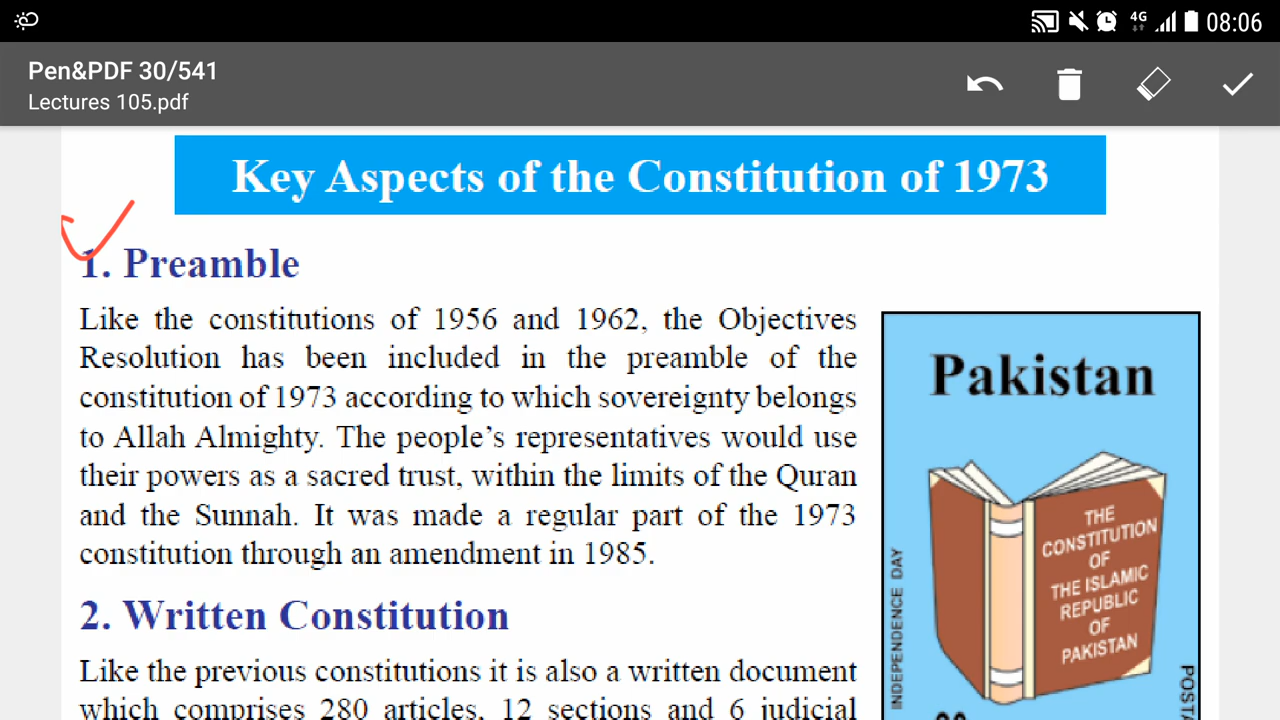 4G 08:06
Pen&PDF 30/541
Lectures 105.pdf
Key Aspects of the Constitution of 1973
1. Preamble
Like the constitutions of 1956 and 1962, the Objectives
Resolution has been included in the preamble of the
constitution of 1973 according to which sovereignty belongs
to Allah Almighty. The people's representatives would use
their powers as a sacred trust, within the limits of the Quran
and the Sunnah. It was made a regular part of the 1973
constitution through an amendment in 1985.
2. Written Constitution
Like the previous constitutions it is also a written document
which comprises 280 articles, 12 sections and 6 judicial
Pakistan
THE
CONSTITUTION
OF
THE ISLAMIC
REPUBLIC
OF
PAKISTAN
INDEPENDENCE DAY